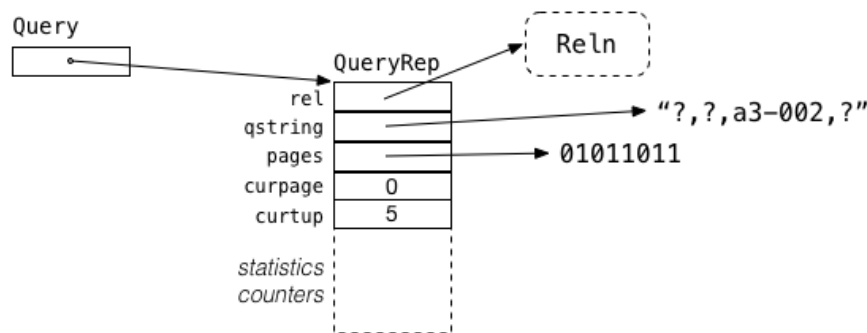 Query
Reln
QueryRep
rel
qstring
“?,?,a3-002,?”
pages
01011011
curpage
0
curtup
5
statistics
counters